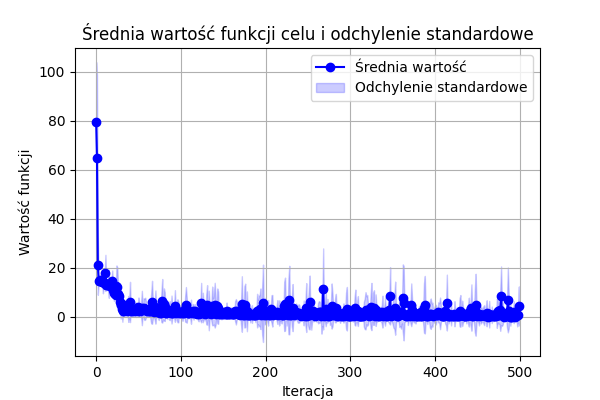 Średnia wartość funkcji celu i odchylenie standardowe
Średnia wartość
Odchylenie standardowe
Wartość funkcji
100
80
60
40
20
0
0 100 200 300 400 500
Iteracja